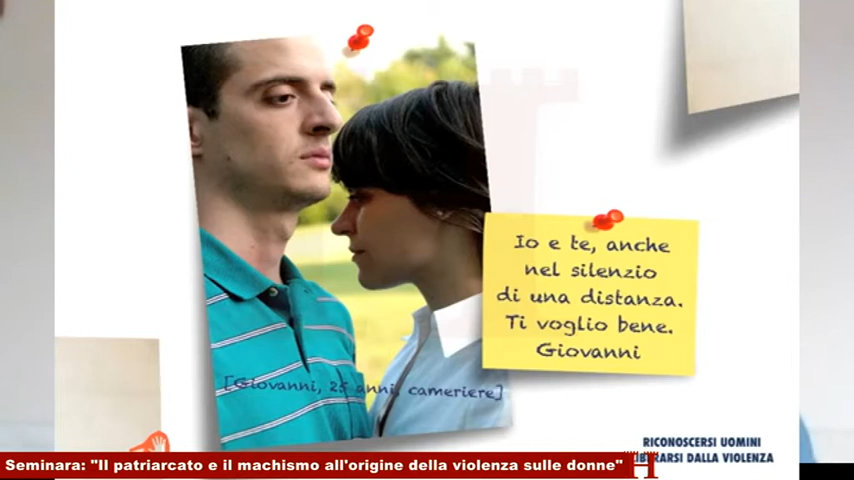 Io e te, anche
nel silenzio
di una distanza.
Ti voglio bene.
Giovanni
[Giovanni, 25 anni, cameriere]
RICONOSCERSI UOMINI
LIBERARSI DALLA VIOLENZA
Seminara: "Il patriarcato e il machismo all'origine della violenza sulle donne"
H